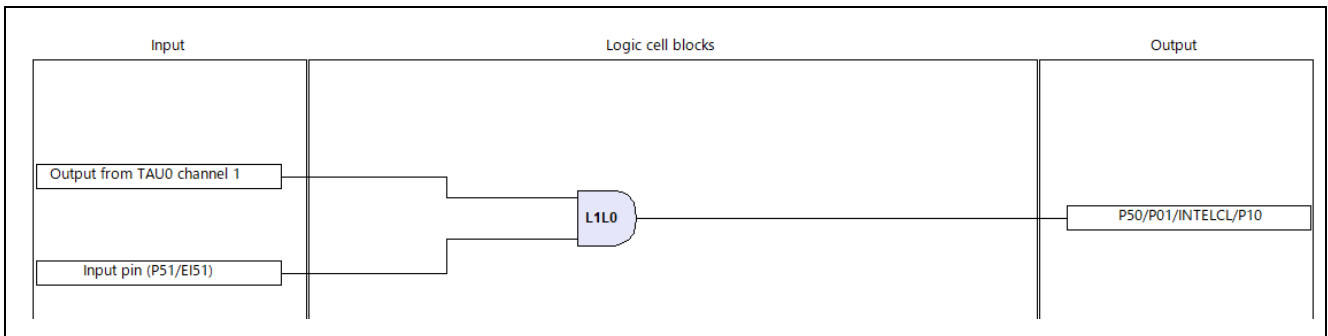 Input
Logic cell blocks
Output
Output from TAU0 channel 1
L1L0
P50/P01/INTELCL/P10
Input pin (P51/EI51)